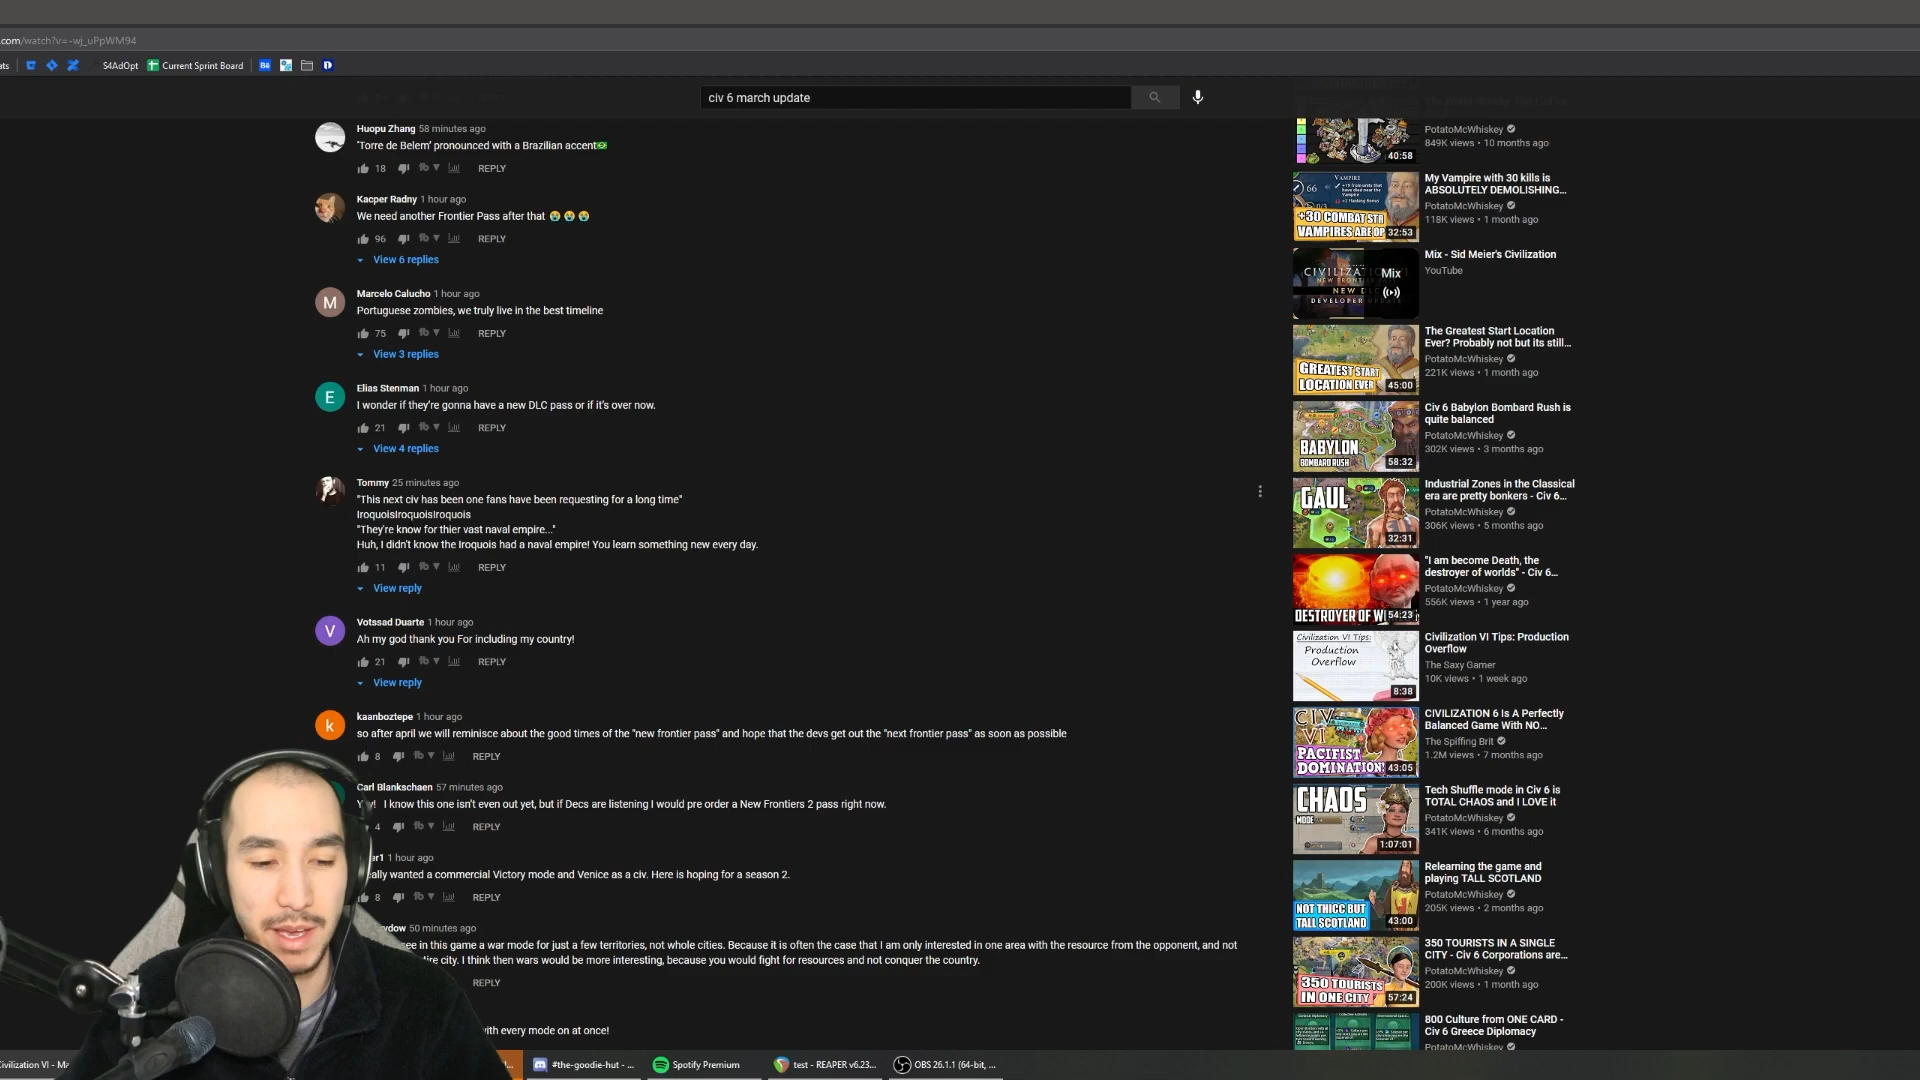 .com/watch?v=-wj_uPpWM94
ats
S4AdOpt
Current Sprint Board
Bē
D
civ 6 march update
Huopu Zhang 58 minutes ago
'Torre de Belem' pronounced with a Brazilian accent🇧🇷
18 REPLY
Kacper Radny 1 hour ago
We need another Frontier Pass after that 😭 😭 😭
96 REPLY
View 6 replies
M
Marcelo Calucho 1 hour ago
Portuguese zombies, we truly live in the best timeline
75 REPLY
View 3 replies
E
Elias Stenman 1 hour ago
I wonder if they're gonna have a new DLC pass or if it's over now.
21 REPLY
View 4 replies
Tommy 25 minutes ago
"This next civ has been one fans have been requesting for a long time"
IroquoisIroquoisIroquois
"They're know for thier vast naval empire..."
Huh, I didn't know the Iroquois had a naval empire! You learn something new every day.
11 REPLY
View reply
V
Votssad Duarte 1 hour ago
Ah my god thank you For including my country!
21 REPLY
View reply
k
kaanboztepe 1 hour ago
so after april we will reminisce about the good times of the "new frontier pass" and hope that the devs get out the "next frontier pass" as soon as possible
8 REPLY
Carl Blankschaen 57 minutes ago
I know this one isn't even out yet, but if Decs are listening I would pre order a New Frontiers 2 pass right now.
4 REPLY
er1 1 hour ago
eally wanted a commercial Victory mode and Venice as a civ. Here is hoping for a season 2.
8 REPLY
ydow 50 minutes ago
see in this game a war mode for just a few territories, not whole cities. Because it is often the case that I am only interested in one area with the resource from the opponent, and not
tire city. I think then wars would be more interesting, because you would fight for resources and not conquer the country.
REPLY
with every mode on at once!
PotatoMcWhiskey
849K views • 10 months ago
40:58
VAMPIRE
66
+30 COMBAT STR
VAMPIRES ARE OP
32:53
My Vampire with 30 kills is
ABSOLUTELY DEMOLISHING...
PotatoMcWhiskey
118K views • 1 month ago
CIVILIZATION VI
NEW FRONTIER PASS
NEW DLC
DEVELOPER UPDATE
Mix
Mix - Sid Meier's Civilization
YouTube
GREATEST START
LOCATION EVER
45:00
The Greatest Start Location
Ever? Probably not but its still...
PotatoMcWhiskey
221K views • 1 month ago
BABYLON
BOMBARD RUSH
58:32
Civ 6 Babylon Bombard Rush is
quite balanced
PotatoMcWhiskey
302K views • 3 months ago
GAUL
32:31
Industrial Zones in the Classical
era are pretty bonkers - Civ 6...
PotatoMcWhiskey
306K views • 5 months ago
DESTROYER OF W
54:23
"I am become Death, the
destroyer of worlds" - Civ 6...
PotatoMcWhiskey
556K views • 1 year ago
Civilization VI Tips:
Production
Overflow
8:38
Civilization VI Tips: Production
Overflow
The Saxy Gamer
10K views • 1 week ago
CIV
VI
PACIFIST
DOMINATION!
43:05
CIVILIZATION 6 Is A Perfectly
Balanced Game With NO...
The Spiffing Brit
1.2M views • 7 months ago
CHAOS
MODE
1:07:01
Tech Shuffle mode in Civ 6 is
TOTAL CHAOS and I LOVE it
PotatoMcWhiskey
341K views • 6 months ago
NOT THICC BUT
TALL SCOTLAND
43:00
Relearning the game and
playing TALL SCOTLAND
PotatoMcWhiskey
205K views • 2 months ago
350 TOURISTS
IN ONE CITY
57:24
350 TOURISTS IN A SINGLE
CITY - Civ 6 Corporations are...
PotatoMcWhiskey
200K views • 1 month ago
800 Culture from ONE CARD -
Civ 6 Greece Diplomacy
PotatoMcWhiskey
Civilization VI - Ma
#the-goodie-hut - ...
Spotify Premium
test - REAPER v6.23...
OBS 26.1.1 (64-bit, ...